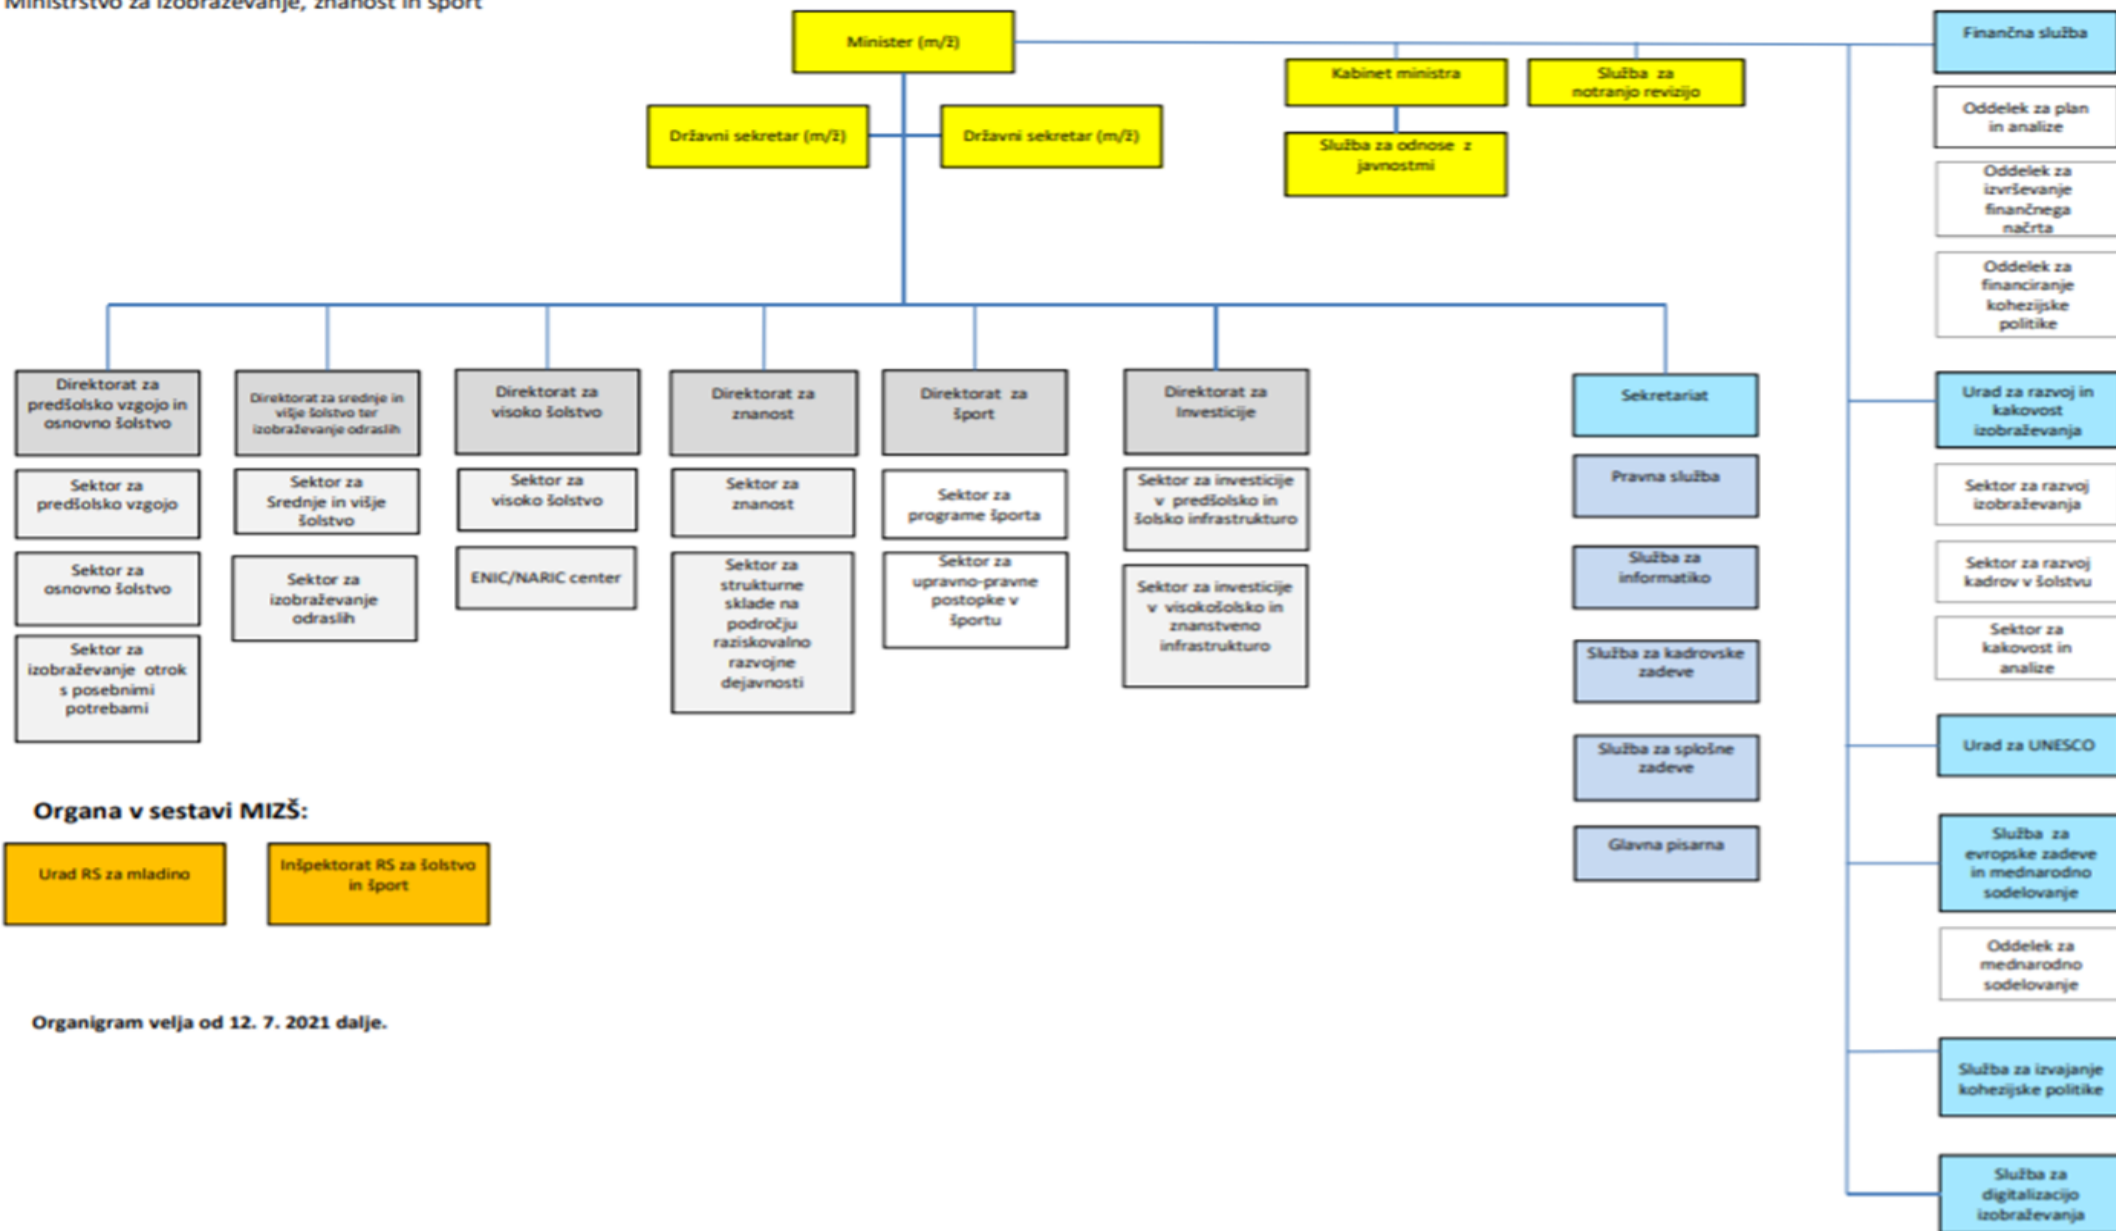 Ministrstvo za izobraževanje, znanost in šport
Minister (m/ž)
Državni sekretar (m/ž)
Državni sekretar (m/ž)
Kabinet ministra
Služba za odnose z
javnostmi
Služba za
notranjo revizijo
Direktorat za
predšolsko vzgojo in
osnovno šolstvo
Sektor za
predšolsko vzgojo
Sektor za
osnovno šolstvo
Sektor za
izobraževanje otrok
s posebnimi
potrebami
Direktorat za srednje in
višje šolstvo ter
izobraževanje odraslih
Sektor za
Srednje in višje
šolstvo
Sektor za
izobraževanje
odraslih
Direktorat za
visoko šolstvo
Sektor za
visoko šolstvo
ENIC/NARIC center
Direktorat za
znanost
Sektor za
znanost
Sektor za
strukturne
sklade na
področju
raziskovalno
razvojne
dejavnosti
Direktorat za
šport
Sektor za
programe športa
Sektor za
upravno-pravne
postopke v
športu
Direktorat za
Investicije
Sektor za investicije
v predšolsko in
šolsko infrastrukturo
Sektor za investicije
v visokošolsko in
znanstveno
infrastrukturo
Sekretariat
Pravna služba
Služba za
informatiko
Služba za kadrovske
zadeve
Služba za splošne
zadeve
Glavna pisarna
Finančna služba
Oddelek za plan
in analize
Oddelek za
izvrševanje
finančnega
načrta
Oddelek za
financiranje
kohezijske
politike
Urad za razvoj in
kakovost
izobraževanja
Sektor za razvoj
izobraževanja
Sektor za razvoj
kadrov v šolstvu
Sektor za
kakovost in
analize
Urad za UNESCO
Služba za
evropske zadeve
in mednarodno
sodelovanje
Oddelek za
mednarodno
sodelovanje
Služba za izvajanje
kohezijske politike
Služba za
digitalizacijo
izobraževanja
Organa v sestavi MIZŠ:
Urad RS za mladino
Inšpektorat RS za šolstvo
in šport
Organigram velja od 12. 7. 2021 dalje.